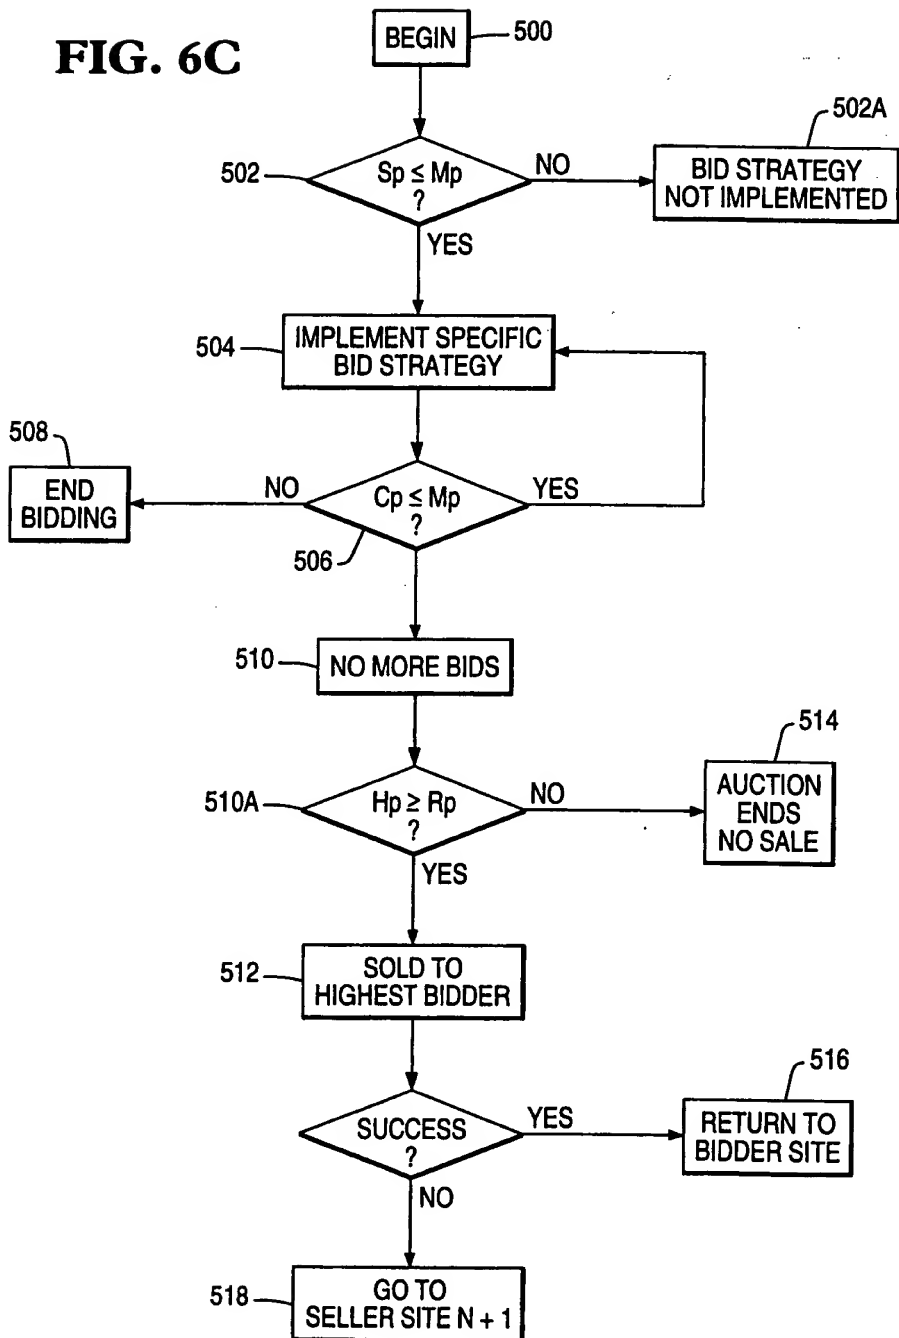 FIG. 6C
BEGIN
500
502
Sp ≤ Mp
?
NO
502A
BID STRATEGY
NOT IMPLEMENTED
YES
504
IMPLEMENT SPECIFIC
BID STRATEGY
508
END
BIDDING
NO
Cp ≤ Mp
?
YES
506
510
NO MORE BIDS
510A
Hp ≥ Rp
?
NO
514
AUCTION
ENDS
NO SALE
YES
512
SOLD TO
HIGHEST BIDDER
SUCCESS
?
YES
516
RETURN TO
BIDDER SITE
NO
518
GO TO
SELLER SITE N + 1